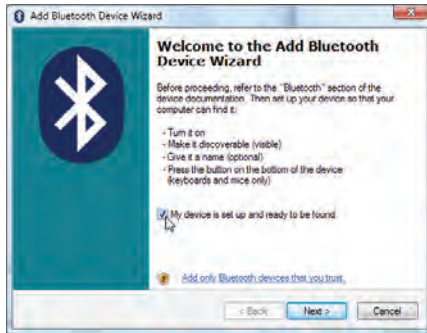 Add Bluetooth Device Wizard
Welcome to the Add Bluetooth
Device Wizard
Before proceeding, refer to the "Bluetooth" section of the
device documentation. Then set up your device so that your
computer can find it:
- Turn it on
- Make it discoverable (visible)
- Give it a name (optional)
- Press the button on the bottom of the device
(keyboards and mice only)
My device is set up and ready to be found.
Add only Bluetooth devices that you trust.
< Back
Next >
Cancel